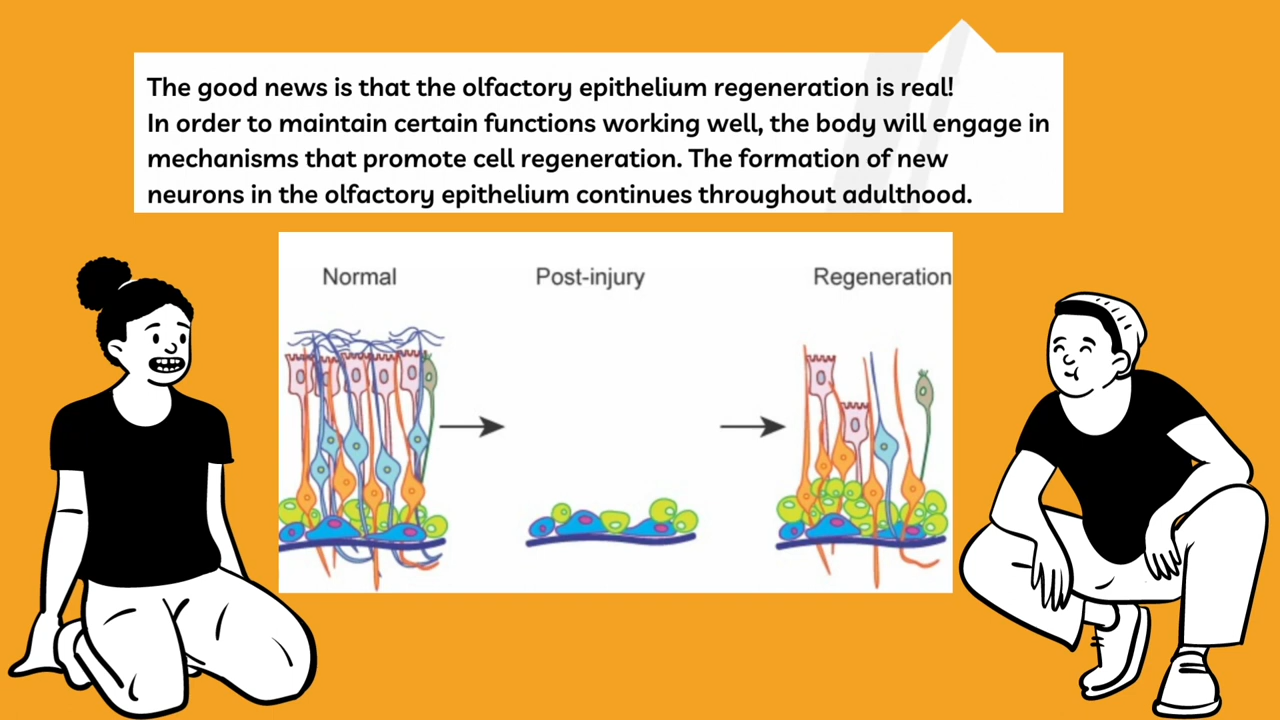 The good news is that the olfactory epithelium regeneration is real!
In order to maintain certain functions working well, the body will engage in
mechanisms that promote cell regeneration. The formation of new
neurons in the olfactory epithelium continues throughout adulthood.
Normal
Post-injury
Regeneration